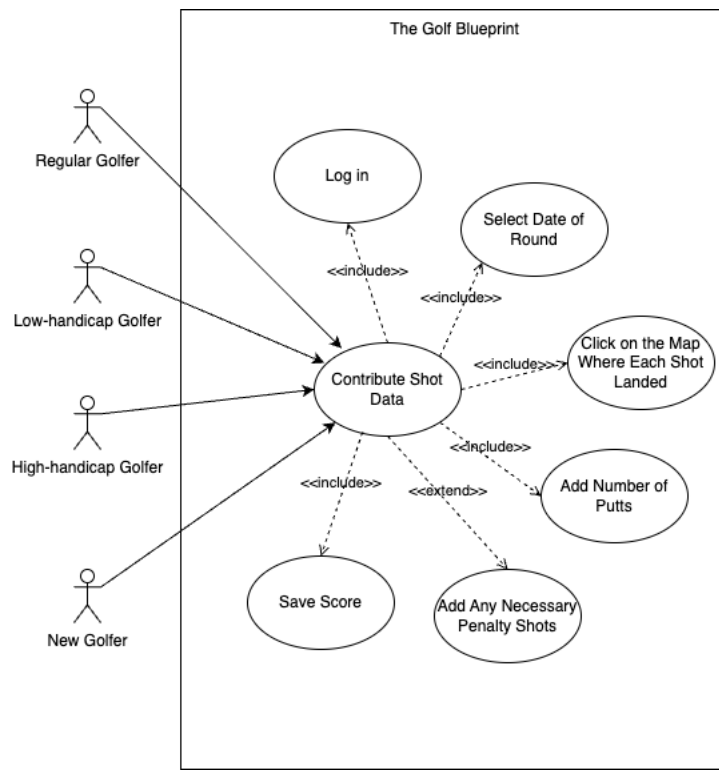 The Golf Blueprint
Regular Golfer
Log in
Select Date of
Round
<<include>>
<<include>>
Low-handicap Golfer
Click on the Map
Where Each Shot
Landed
<<include>>
Contribute Shot
Data
High-handicap Golfer
<<include>>
<<include>>
<<extend>>
Add Number of
Putts
Save Score
Add Any Necessary
Penalty Shots
New Golfer